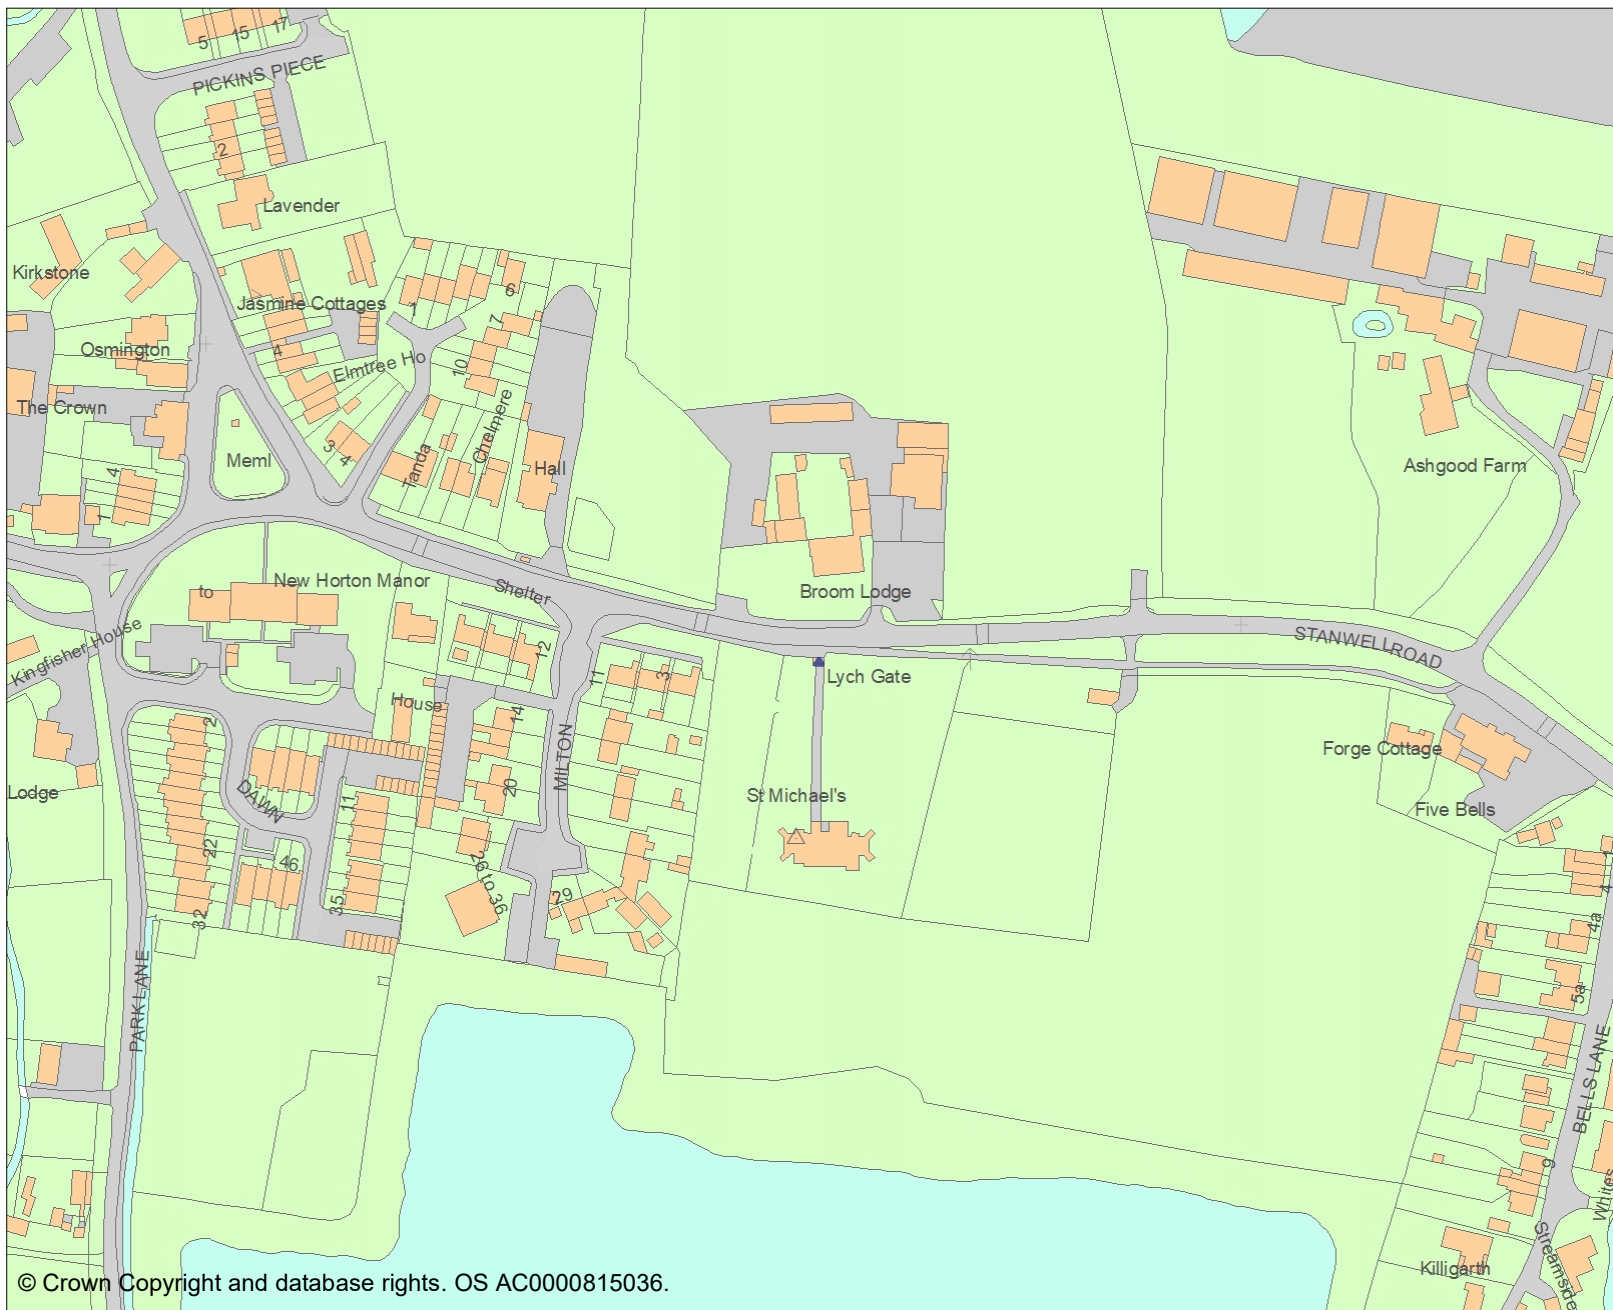 5
15
17
PICKINS PIECE
2
Lavender
Kirkstone
Jasmine Cottages
6
1
7
Osmington
4
Elmtree Ho
10
The Crown
Chelmere
3
4
Tanda
Meml
Hall
4
1
Ashgood Farm
to
New Horton Manor
Shelter
Broom Lodge
Kingfisher House
12
STANWELLROAD
11
3
Lych Gate
House
2
14
MILTON
Forge Cottage
Lodge
DAWN
11
20
St Michael's
Five Bells
22
46
26 to 36
1
4
32
35
29
4a
PARK LANE
5a
BELLS LANE
9
Whites
Streamside
Killigarth
© Crown Copyright and database rights. OS AC0000815036.